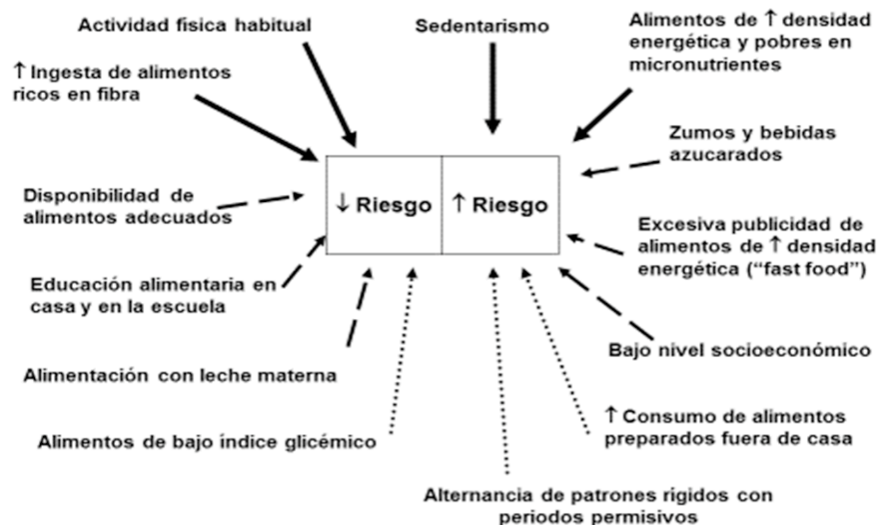 Actividad física habitual
Sedentarismo
Alimentos de ↑ densidad
energética y pobres en
micronutrientes
↑ Ingesta de alimentos
ricos en fibra
Zumos y bebidas
azucarados
Disponibilidad de
alimentos adecuados
↓ Riesgo
↑ Riesgo
Excesiva publicidad de
alimentos de ↑ densidad
energética (“fast food”)
Educación alimentaria en
casa y en la escuela
Bajo nivel socioeconómico
Alimentación con leche materna
↑ Consumo de alimentos
preparados fuera de casa
Alimentos de bajo índice glicémico
Alternancia de patrones rígidos con
periodos permisivos